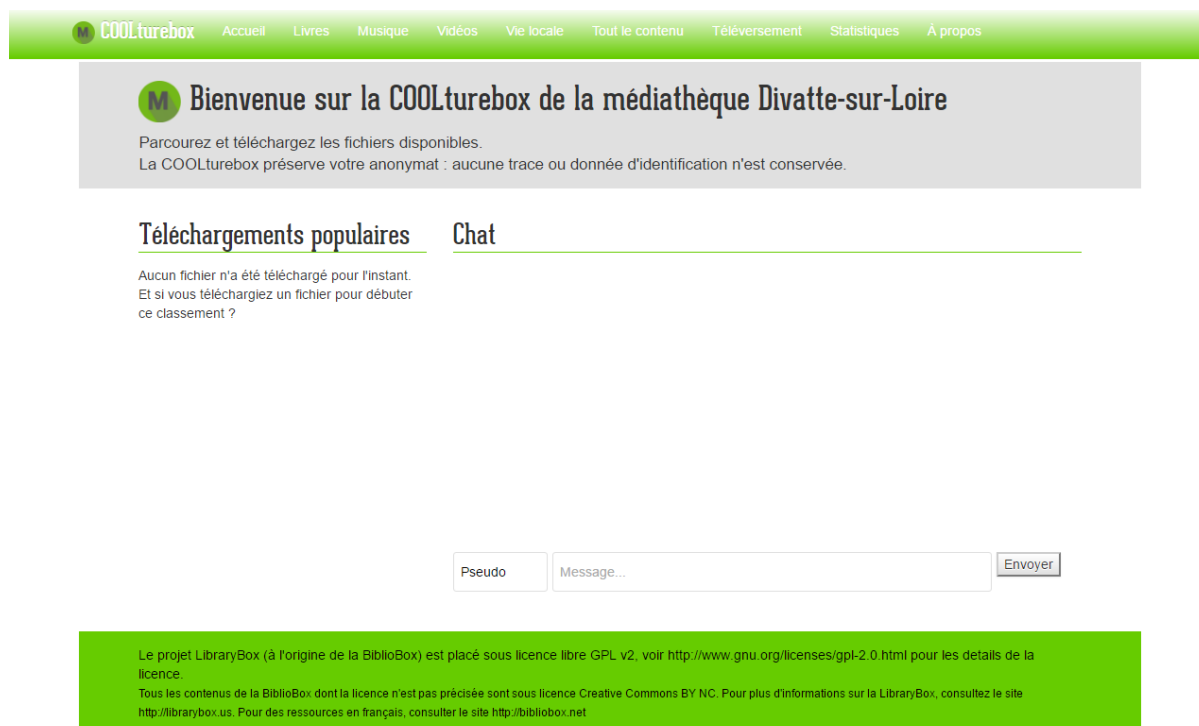 M COOLturebox Accueil Livres Musique Vidéos Vie locale Tout le contenu Téléversement Statistiques À propos
M Bienvenue sur la COOLturebox de la médiathèque Divatte-sur-Loire
Parcourez et téléchargez les fichiers disponibles.
La COOLturebox préserve votre anonymat : aucune trace ou donnée d'identification n'est conservée.
Téléchargements populaires
Aucun fichier n'a été téléchargé pour l'instant.
Et si vous téléchargiez un fichier pour débuter
ce classement ?
Chat
Pseudo Message... Envoyer
Le projet LibraryBox (à l'origine de la BiblioBox) est placé sous licence libre GPL v2, voir http://www.gnu.org/licenses/gpl-2.0.html pour les details de la
licence.
Tous les contenus de la BiblioBox dont la licence n'est pas précisée sont sous licence Creative Commons BY NC. Pour plus d'informations sur la LibraryBox, consultez le site
http://librarybox.us. Pour des ressources en français, consulter le site http://bibliobox.net